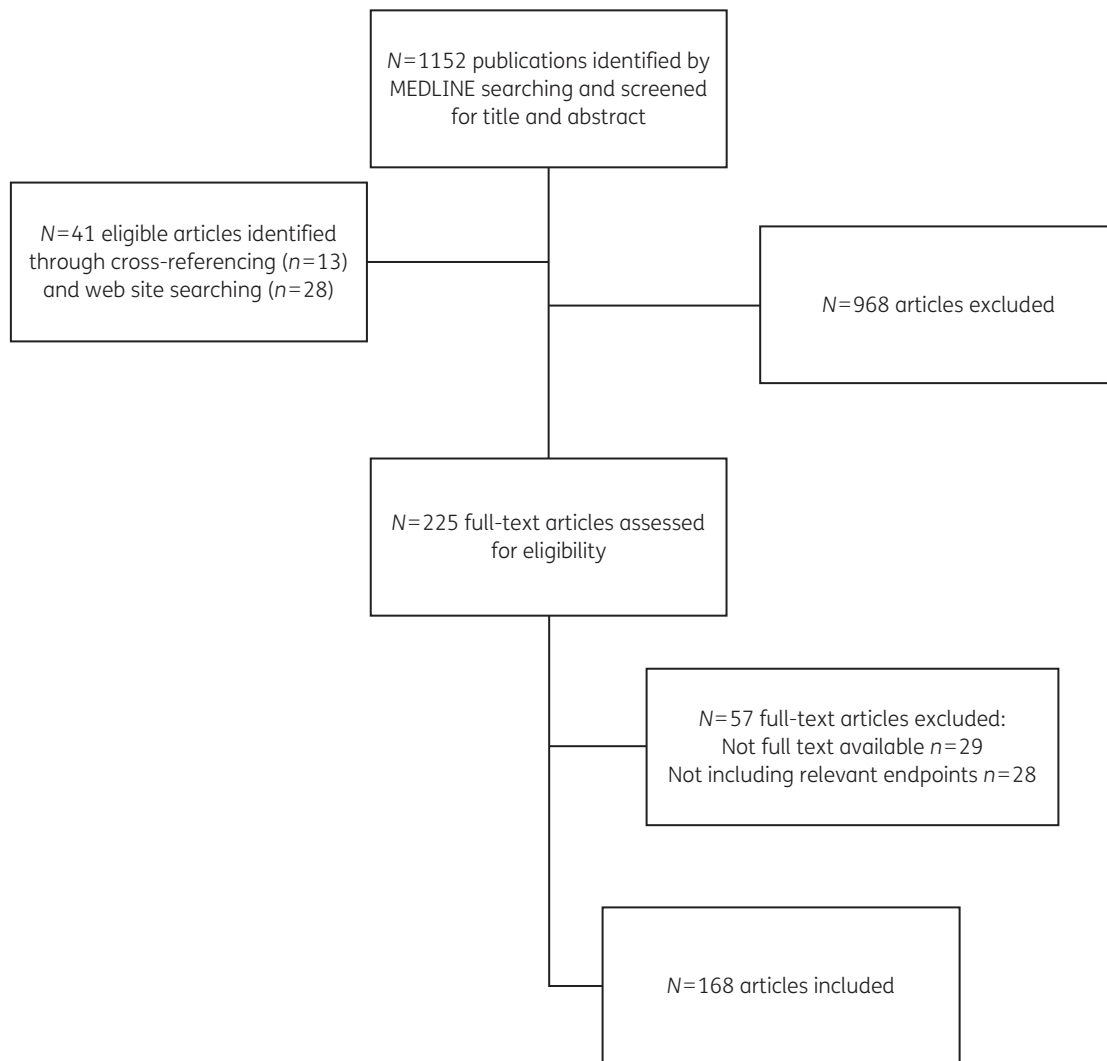 N=1152 publications identified by
MEDLINE searching and screened
for title and abstract
N=41 eligible articles identified
through cross-referencing (n=13)
and web site searching (n=28)
N=968 articles excluded
N=225 full-text articles assessed
for eligibility
N=57 full-text articles excluded:
Not full text available n=29
Not including relevant endpoints n=28
N=168 articles included